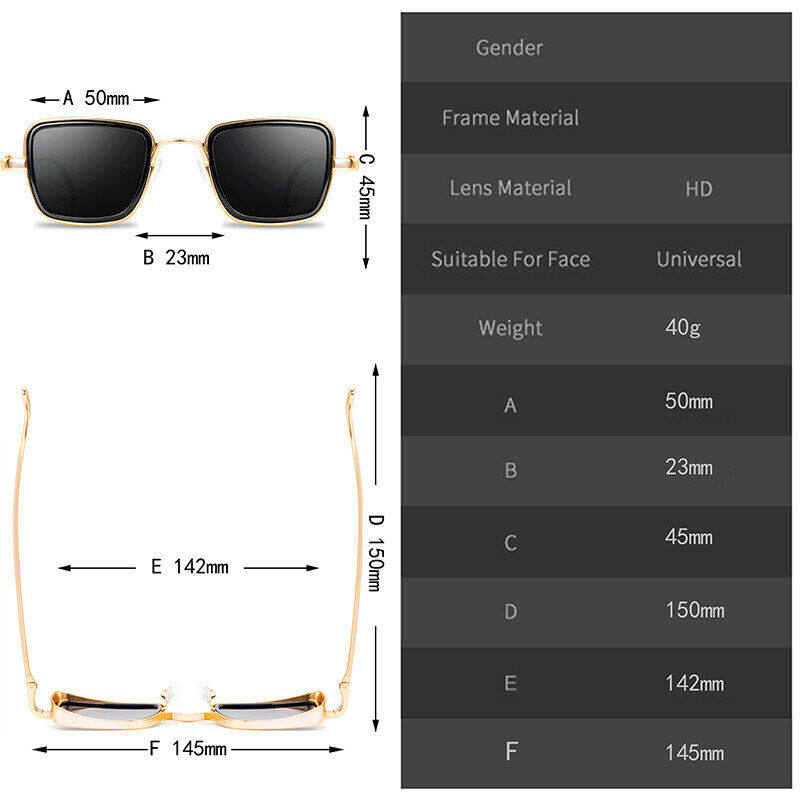 A 50mm
C 45mm
B 23mm
D 150mm
E 142mm
F 145mm
Gender
Frame Material
Lens Material HD
Suitable For Face Universal
Weight 40g
A 50mm
B 23mm
C 45mm
D 150mm
E 142mm
F 145mm